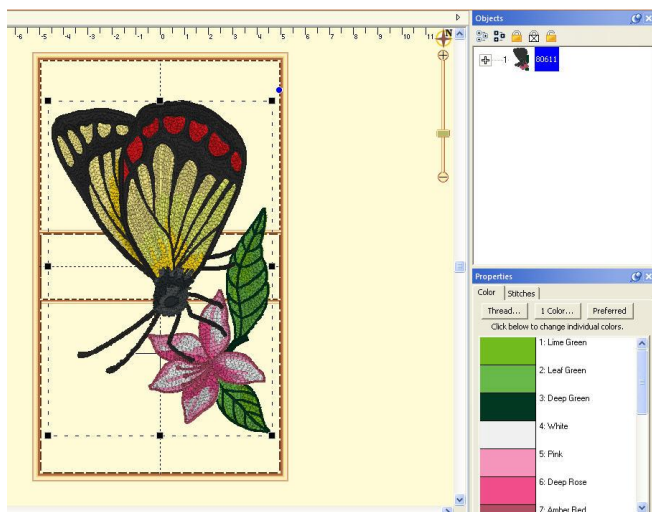 -6 -5 -4 -3 -2 -1 0 1 2 3 4 5 6 7 8 9 10 11
N
Objects
1
80611
Properties
Color Stitches
Thread... 1 Color... Preferred
Click below to change individual colors.
1: Lime Green
2: Leaf Green
3: Deep Green
4: White
5: Pink
6: Deep Rose
7: Amber Red